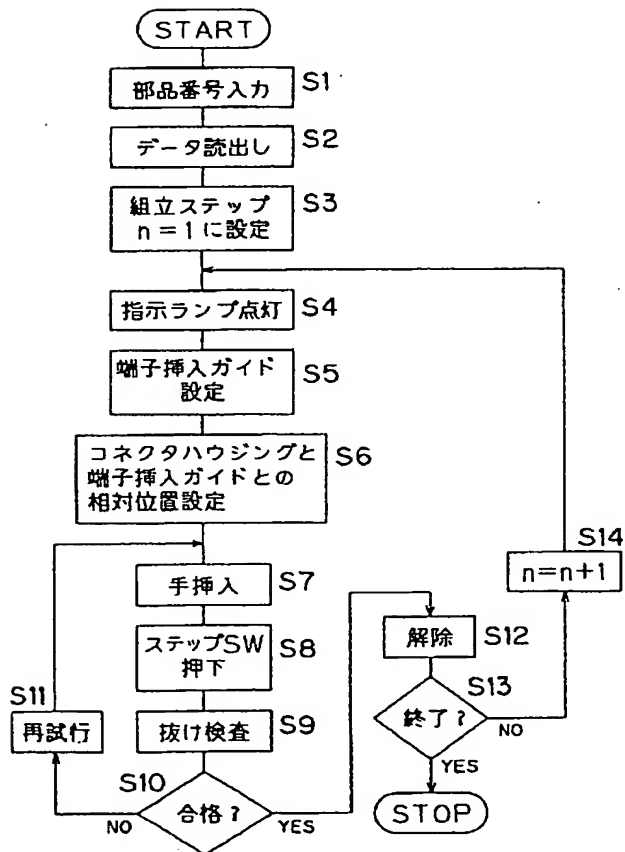 START
部品番号入力 S1
データ読出し S2
組立ステップ
n=1に設定 S3
指示ランプ点灯 S4
端子挿入ガイド
設定 S5
コネクタハウジングと
端子挿入ガイドとの
相対位置設定 S6
手挿入 S7
ステップSW
押下 S8
抜け検査 S9
S10
合格?
NO
YES
S11
再試行
解除 S12
S13
終了?
NO
YES
S14
n=n+1
STOP